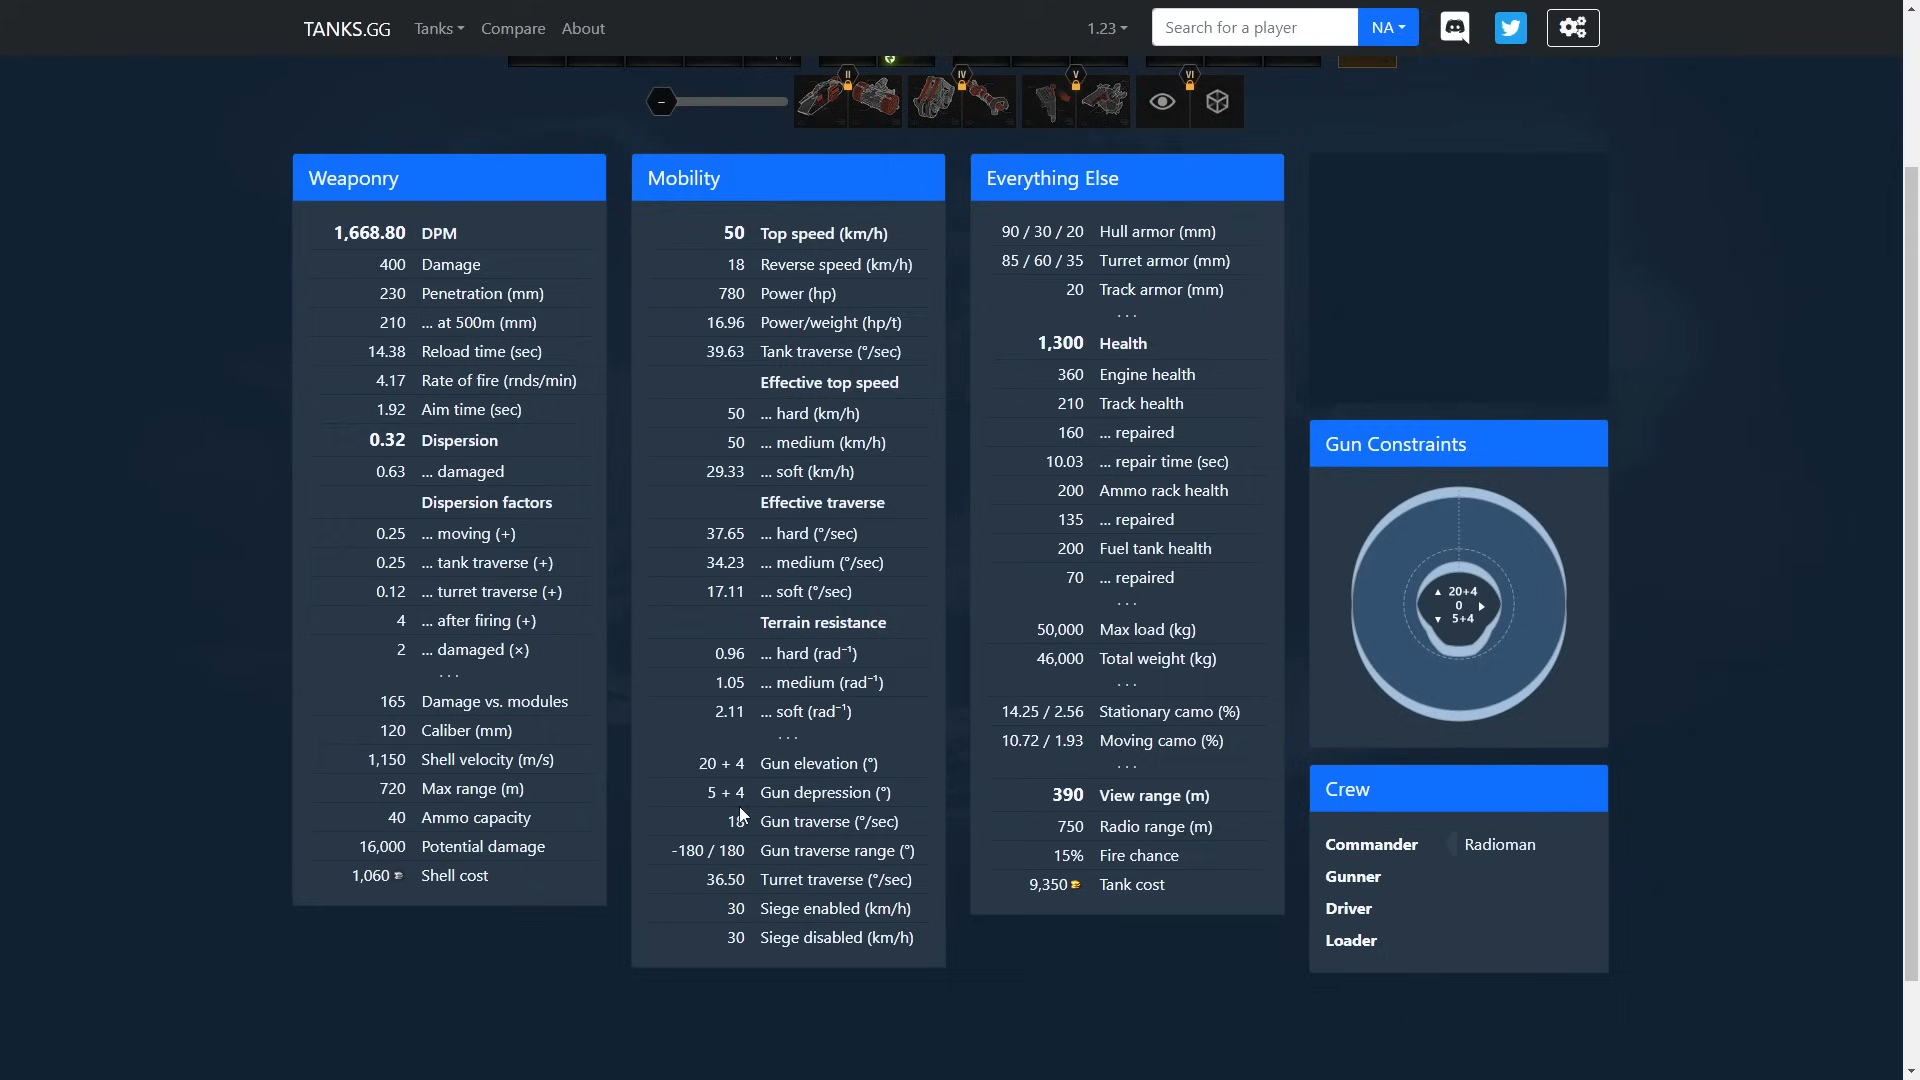 TANKS.GG Tanks Compare About 1.23 Search for a player NA
II IV V VI
Weaponry
1,668.80 DPM
400 Damage
230 Penetration (mm)
210 ... at 500m (mm)
14.38 Reload time (sec)
4.17 Rate of fire (rnds/min)
1.92 Aim time (sec)
0.32 Dispersion
0.63 ... damaged
Dispersion factors
0.25 ... moving (+)
0.25 ... tank traverse (+)
0.12 ... turret traverse (+)
4 ... after firing (+)
2 ... damaged (×)
...
165 Damage vs. modules
120 Caliber (mm)
1,150 Shell velocity (m/s)
720 Max range (m)
40 Ammo capacity
16,000 Potential damage
1,060 Shell cost
Mobility
50 Top speed (km/h)
18 Reverse speed (km/h)
780 Power (hp)
16.96 Power/weight (hp/t)
39.63 Tank traverse (°/sec)
Effective top speed
50 ... hard (km/h)
50 ... medium (km/h)
29.33 ... soft (km/h)
Effective traverse
37.65 ... hard (°/sec)
34.23 ... medium (°/sec)
17.11 ... soft (°/sec)
Terrain resistance
0.96 ... hard (rad⁻¹)
1.05 ... medium (rad⁻¹)
2.11 ... soft (rad⁻¹)
...
20 + 4 Gun elevation (°)
5 + 4 Gun depression (°)
18 Gun traverse (°/sec)
-180 / 180 Gun traverse range (°)
36.50 Turret traverse (°/sec)
30 Siege enabled (km/h)
30 Siege disabled (km/h)
Everything Else
90 / 30 / 20 Hull armor (mm)
85 / 60 / 35 Turret armor (mm)
20 Track armor (mm)
...
1,300 Health
360 Engine health
210 Track health
160 ... repaired
10.03 ... repair time (sec)
200 Ammo rack health
135 ... repaired
200 Fuel tank health
70 ... repaired
...
50,000 Max load (kg)
46,000 Total weight (kg)
...
14.25 / 2.56 Stationary camo (%)
10.72 / 1.93 Moving camo (%)
...
390 View range (m)
750 Radio range (m)
15% Fire chance
9,350 Tank cost
Gun Constraints
▲ 20+4
0 ▶
▼ 5+4
Crew
Commander Radioman
Gunner
Driver
Loader